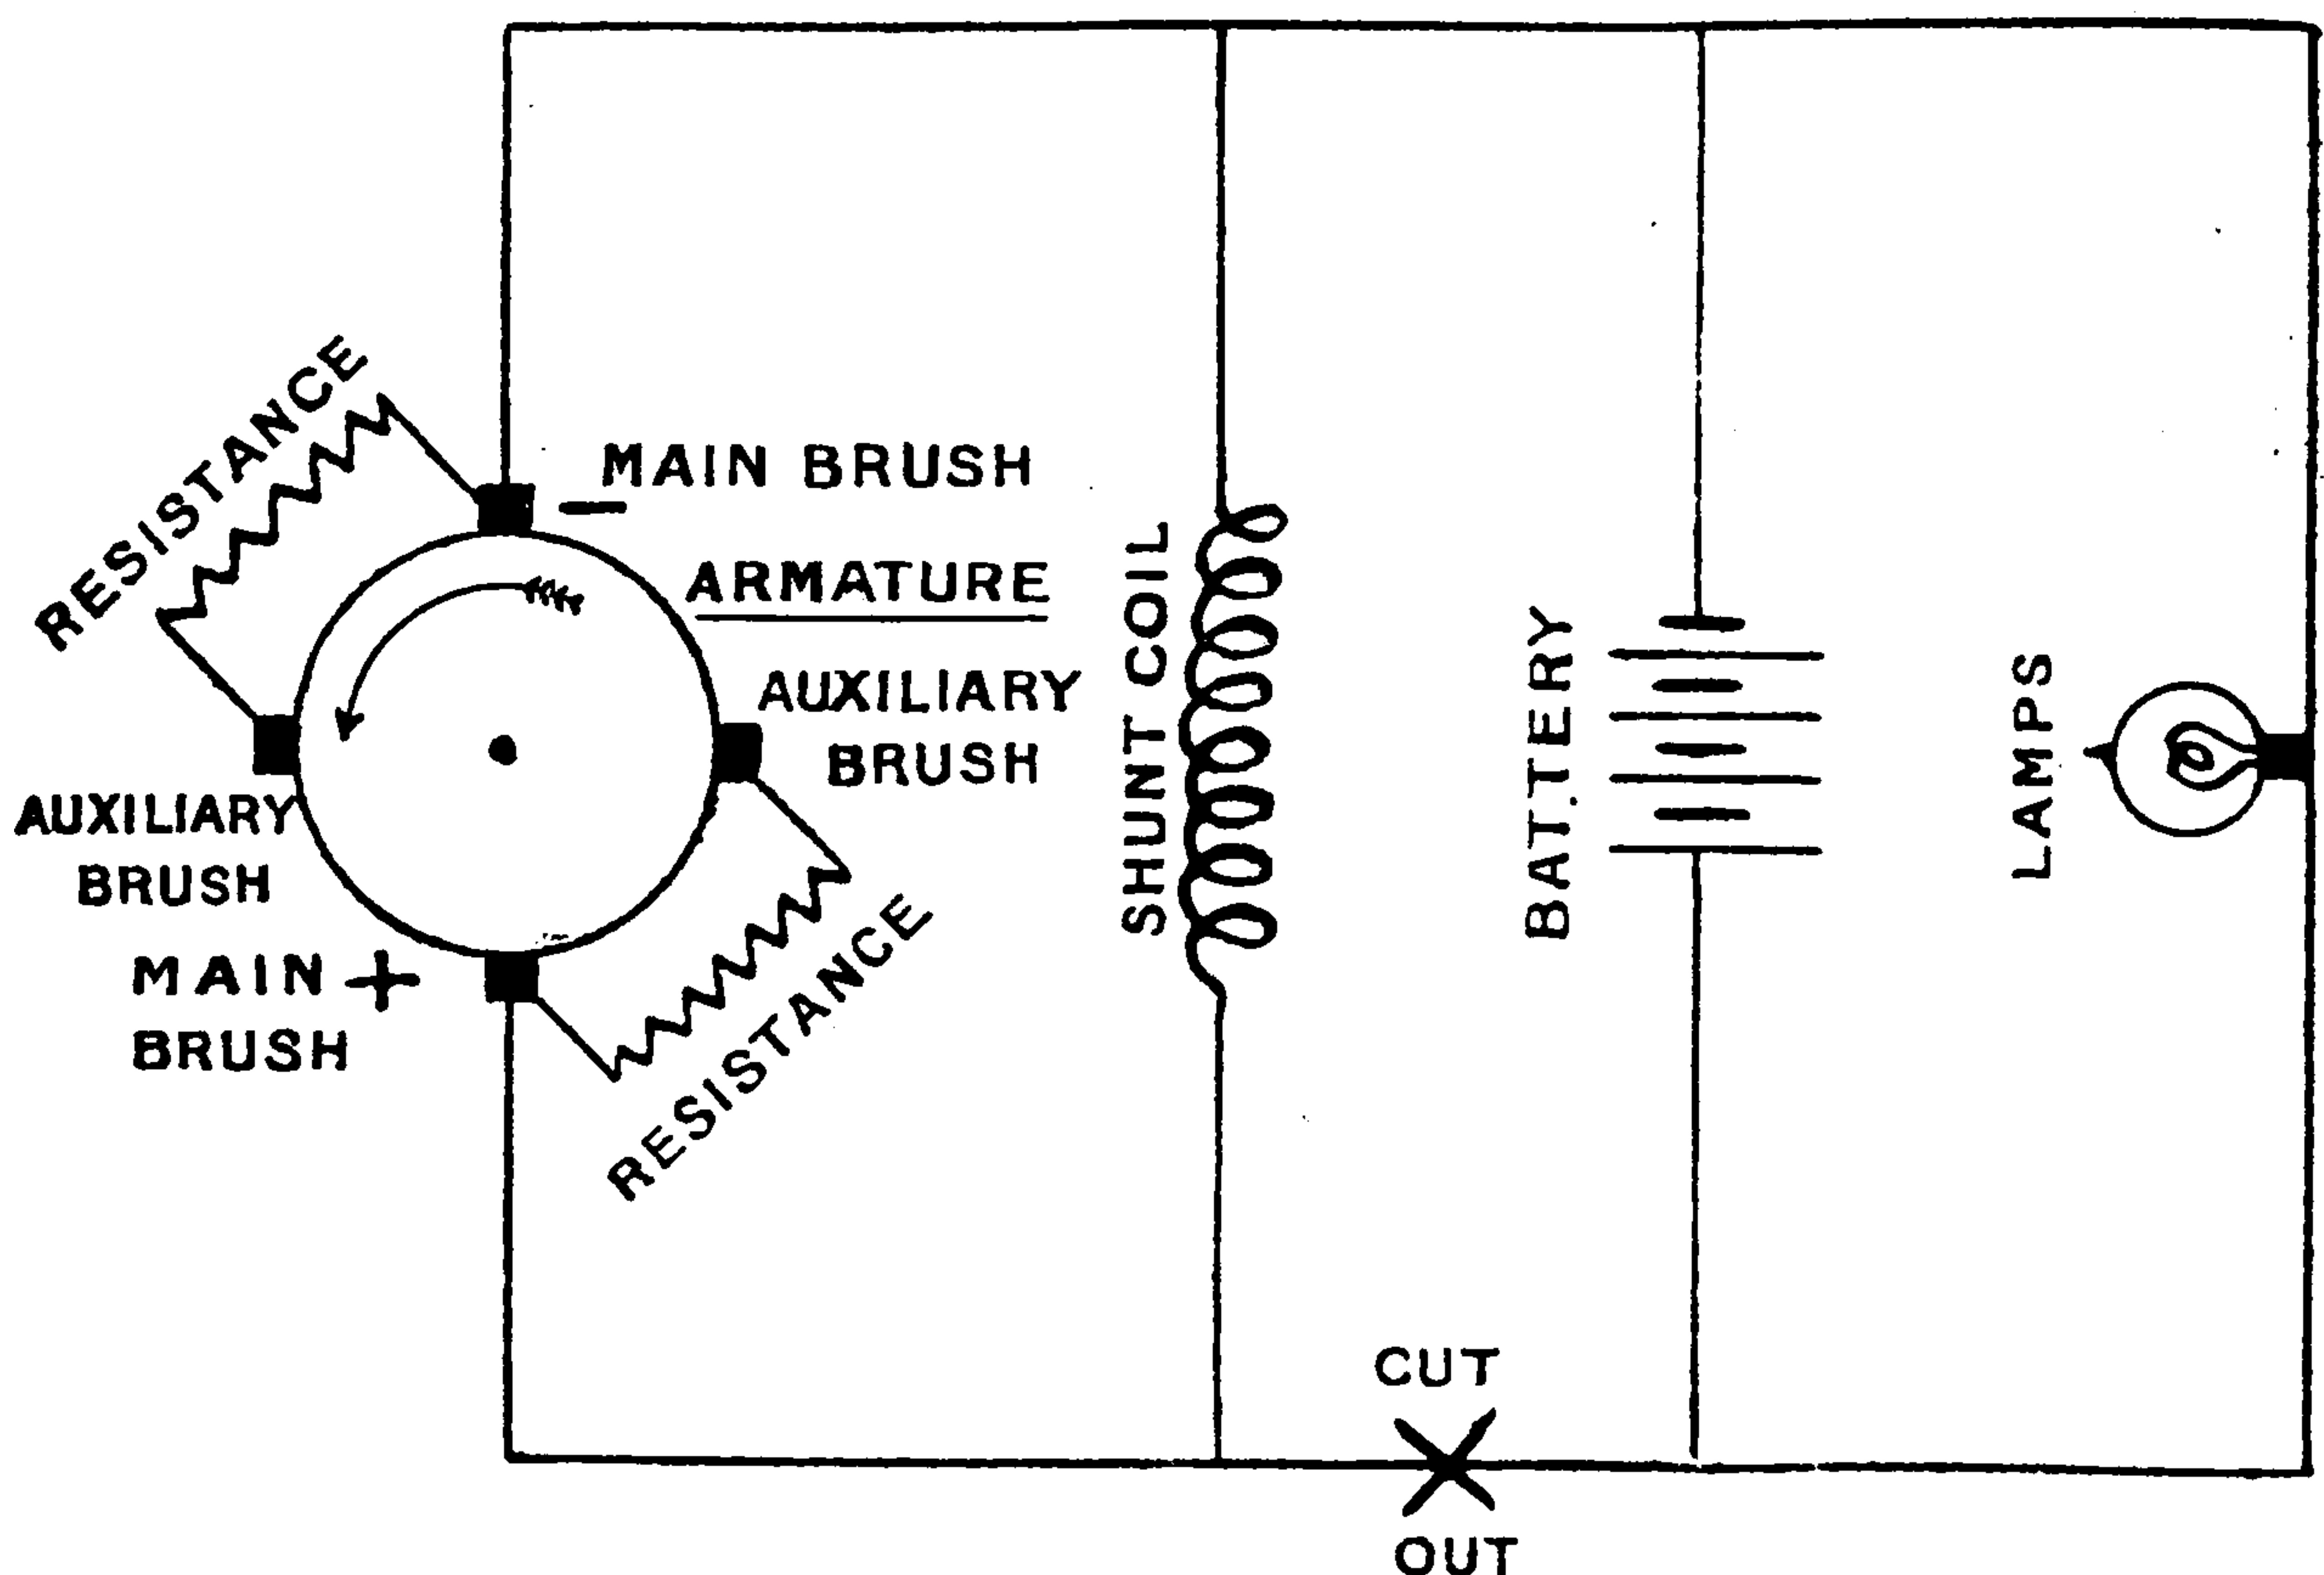 RESISTANCE
– MAIN BRUSH
ARMATURE
AUXILIARY
BRUSH
AUXILIARY
BRUSH
MAIN +
BRUSH
RESISTANCE
SHUNT COIL
BATTERY
LAMPS
CUT
OUT